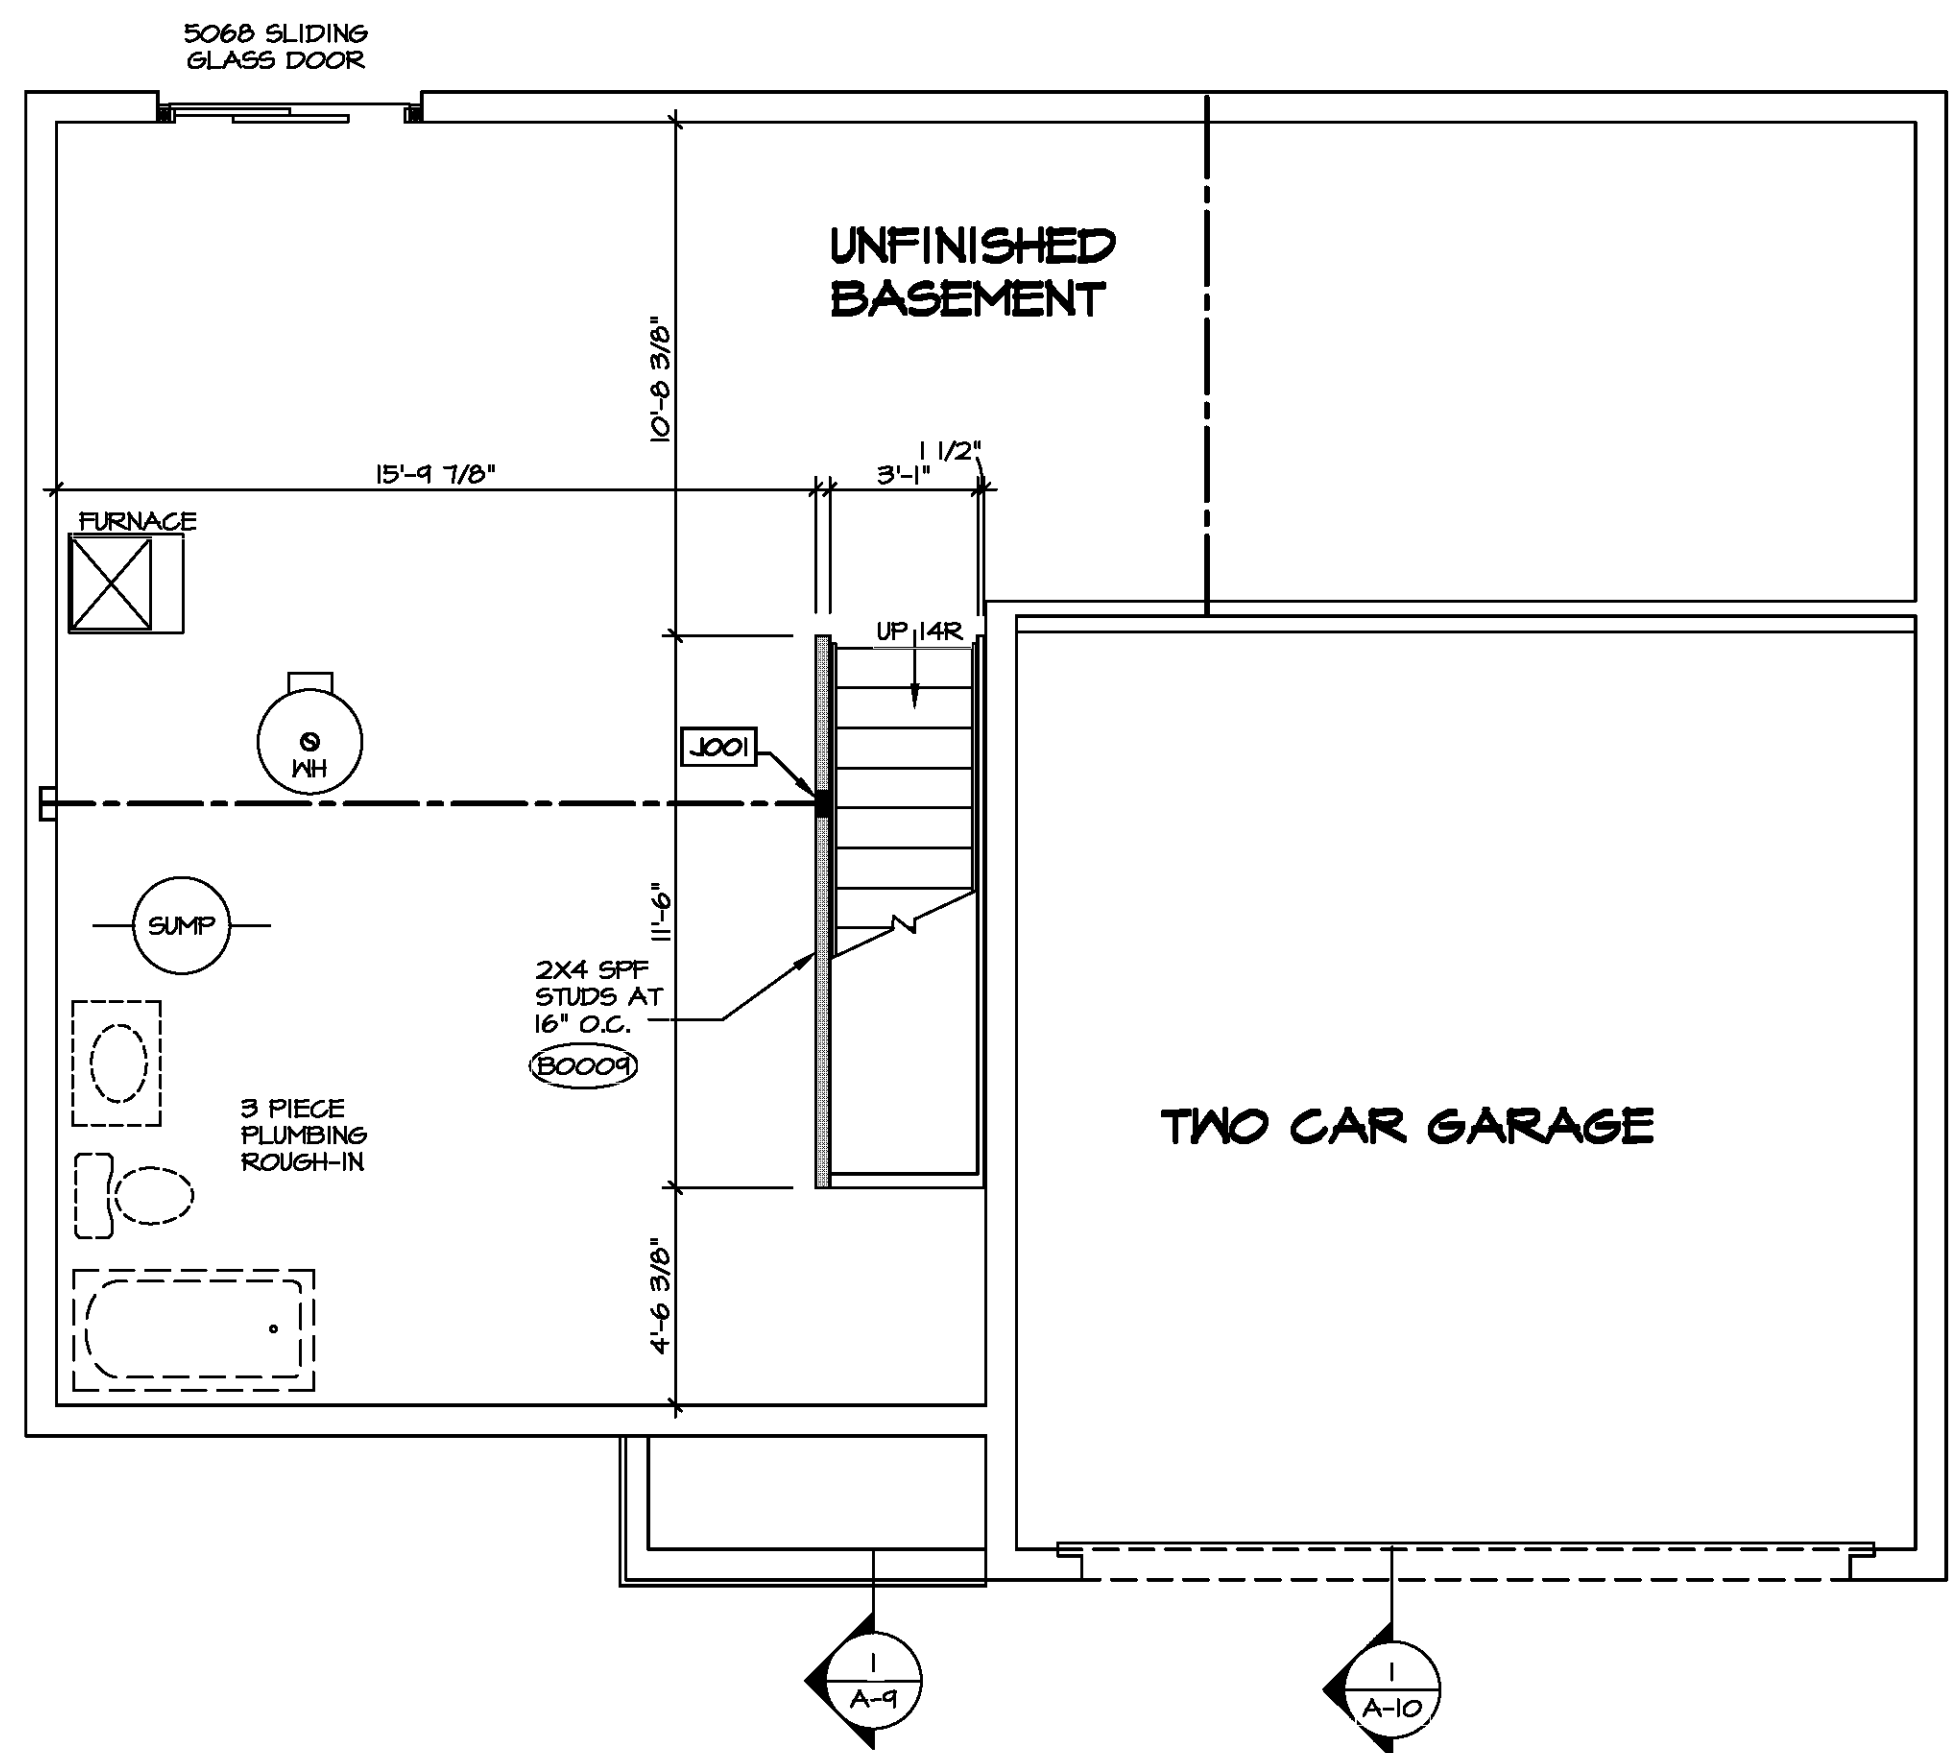 5068 SLIDING
GLASS DOOR
UNFINISHED
BASEMENT
10'-8 3/8"
1 1/2"
15'-9 7/8"
3'-1"
FURNACE
UP 14R
J001
WH
11'-6"
SUMP
2X4 SPF
STUDS AT
16" O.C.
B0009
3 PIECE
PLUMBING
ROUGH-IN
TWO CAR GARAGE
4'-6 3/8"
1
A-9
1
A-10